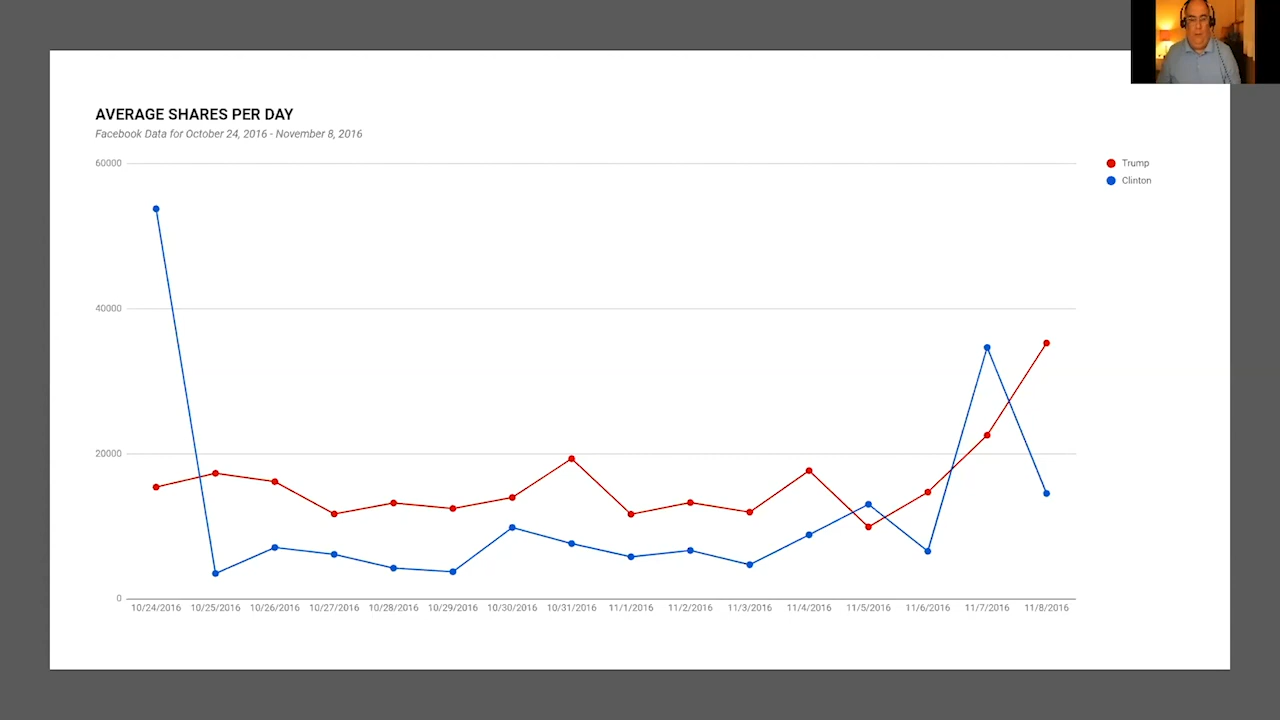 AVERAGE SHARES PER DAY
Facebook Data for October 24, 2016 - November 8, 2016
60000
Trump
Clinton
40000
20000
0
10/24/2016 10/25/2016 10/26/2016 10/27/2016 10/28/2016 10/29/2016 10/30/2016 10/31/2016 11/1/2016 11/2/2016 11/3/2016 11/4/2016 11/5/2016 11/6/2016 11/7/2016 11/8/2016